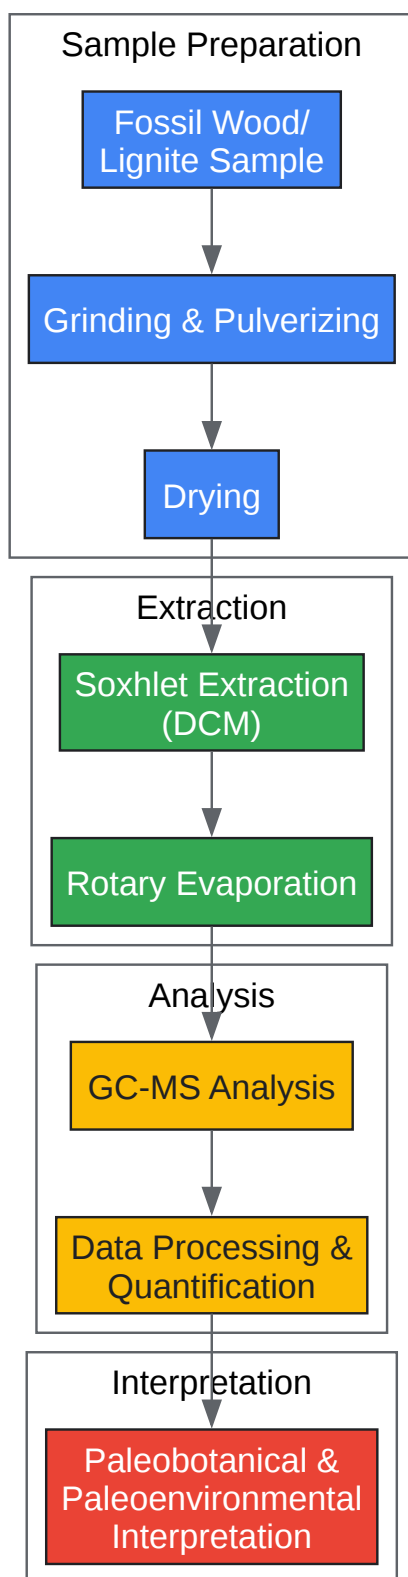 Sample Preparation
Fossil Wood/
Lignite Sample
Grinding & Pulverizing
Drying
Extraction
Soxhlet Extraction
(DCM)
Rotary Evaporation
Analysis
GC-MS Analysis
Data Processing &
Quantification
Interpretation
Paleobotanical &
Paleoenvironmental
Interpretation